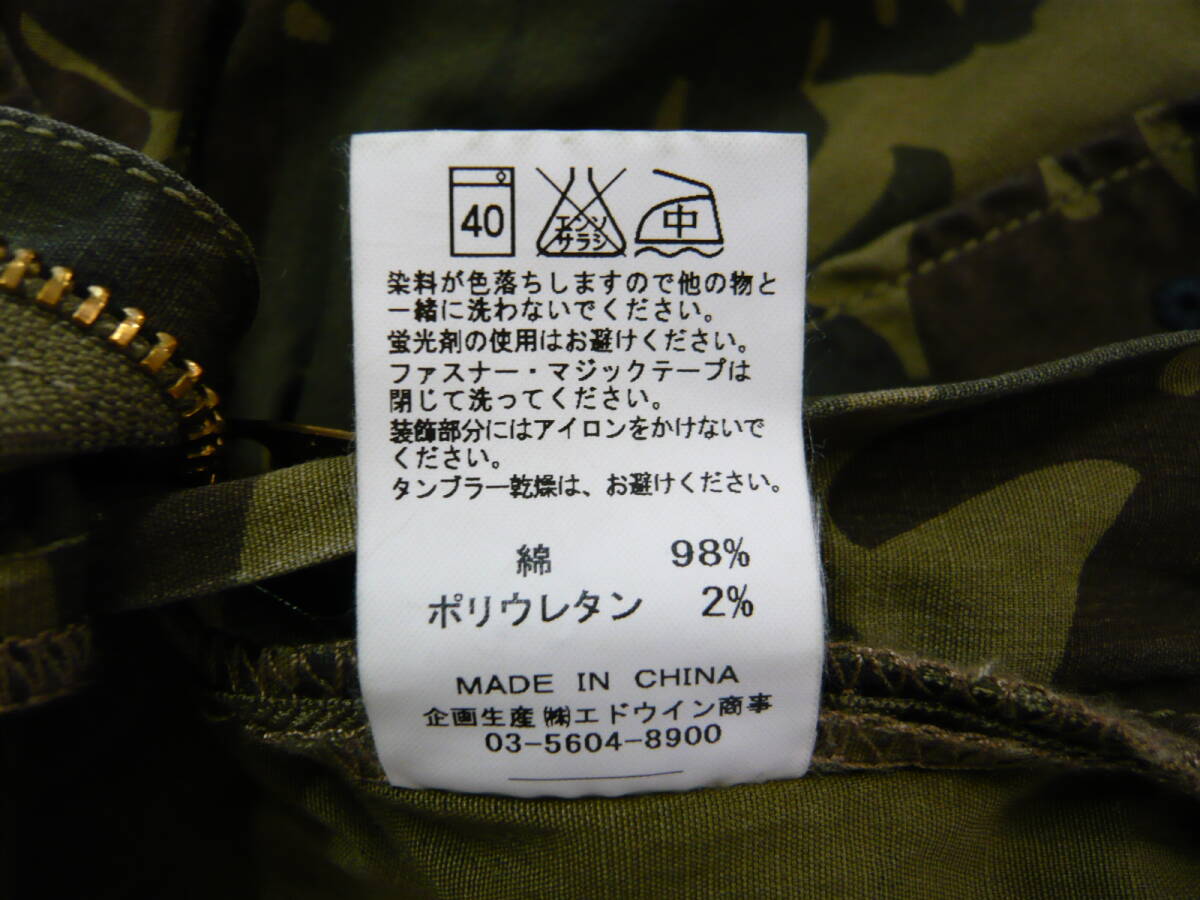 40
エンソ
サラシ
中
染料が色落ちしますので他の物と
一緒に洗わないでください。
蛍光剤の使用はお避けください。
ファスナー・マジックテープは
閉じて洗ってください。
装飾部分にはアイロンをかけないで
ください。
タンブラー乾燥は、お避けください。
綿 98%
ポリウレタン 2%
MADE IN CHINA
企画生産㈱エドウイン商事
03-5604-8900